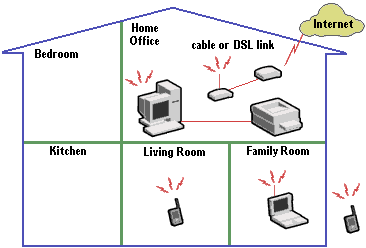 Internet
Home
Office
cable or DSL link
Bedroom
Kitchen
Living Room
Family Room